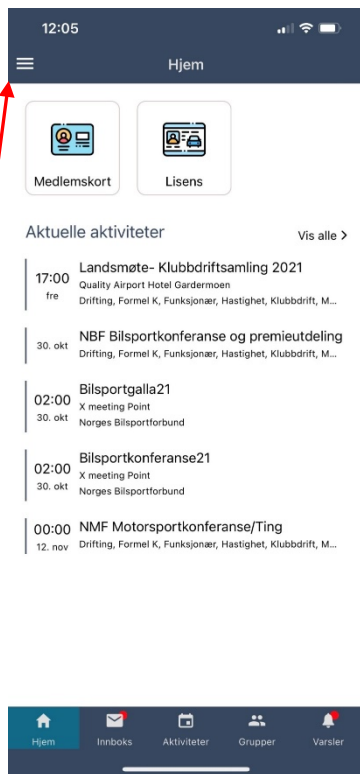 12:05
Hjem
Medlemskort
Lisens
Aktuelle aktiviteter
Vis alle >
17:00
fre
Landsmøte- Klubbdriftsamling 2021
Quality Airport Hotel Gardermoen
Drifting, Formel K, Funksjonær, Hastighet, Klubbdrift, M...
30. okt
NBF Bilsportkonferanse og premieutdeling
Drifting, Formel K, Funksjonær, Hastighet, Klubbdrift, M...
02:00
30. okt
Bilsportgalla21
X meeting Point
Norges Bilsportforbund
02:00
30. okt
Bilsportkonferanse21
X meeting Point
Norges Bilsportforbund
00:00
12. nov
NMF Motorsportkonferanse/Ting
Drifting, Formel K, Funksjonær, Hastighet, Klubbdrift, M...
Hjem
Innboks
Aktiviteter
Grupper
Varsler